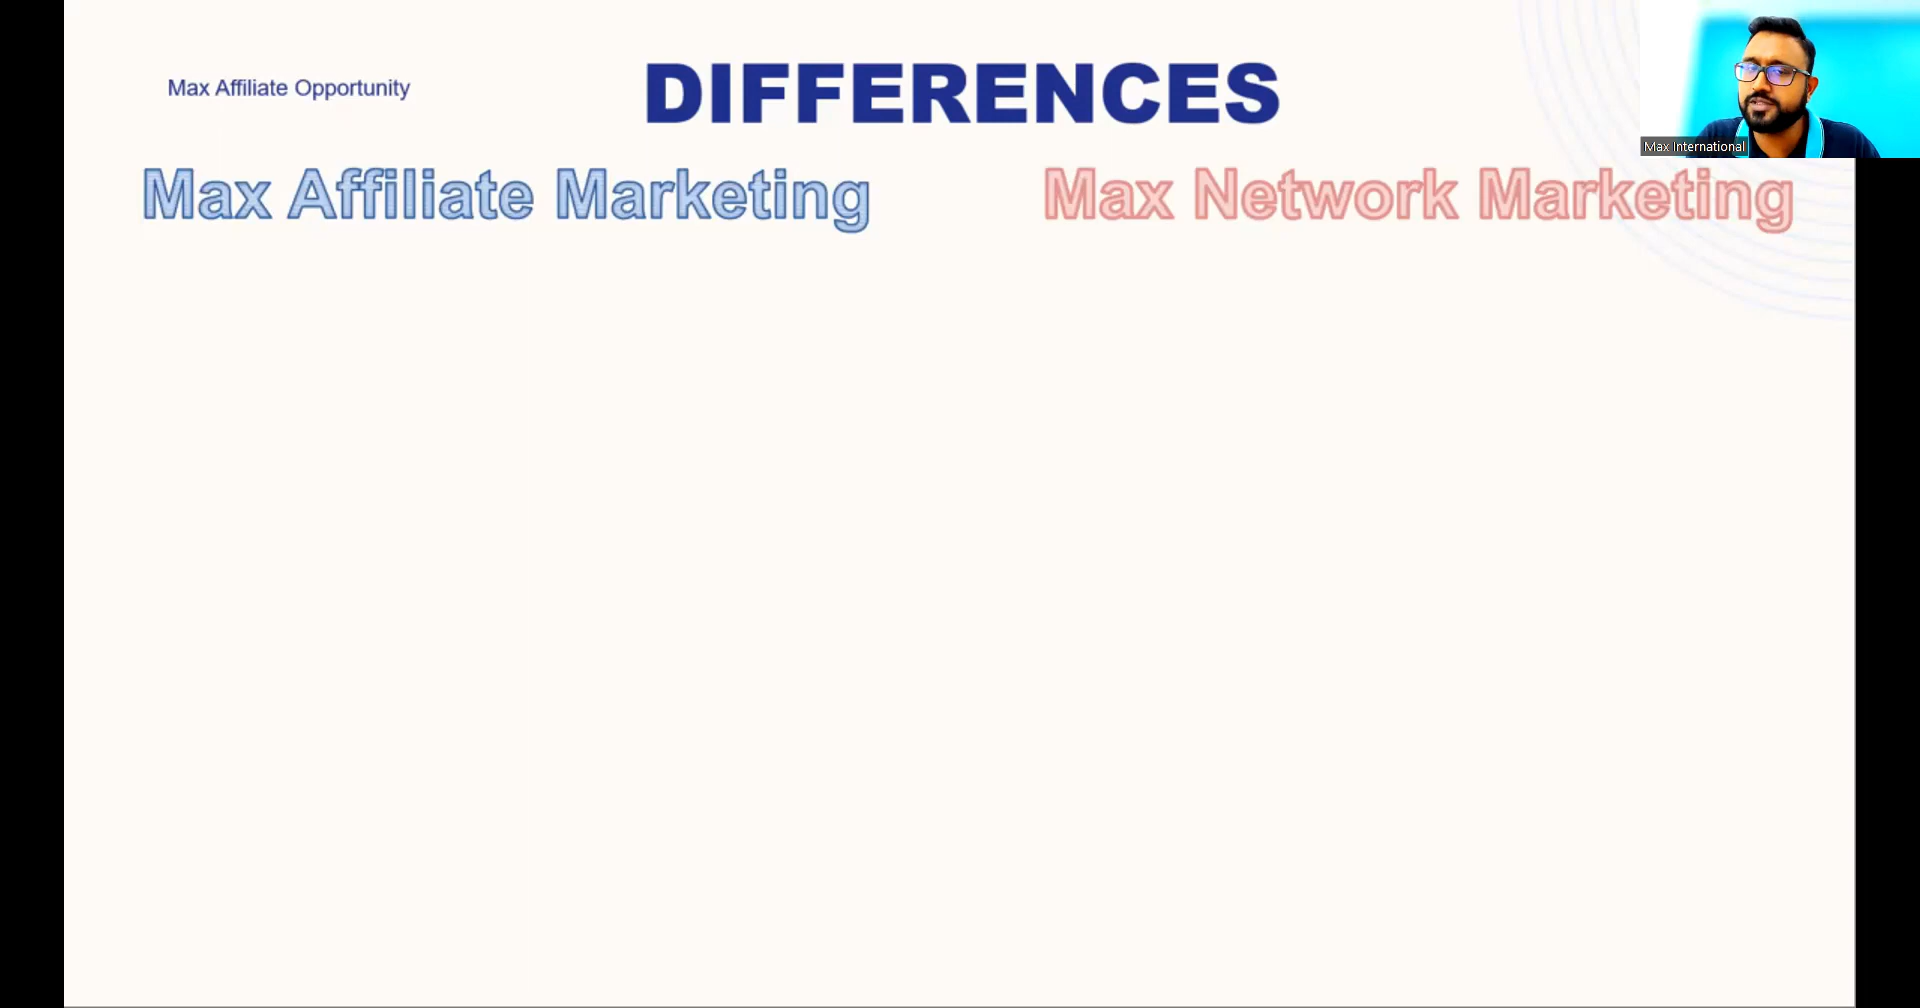 Max Affiliate Opportunity
DIFFERENCES
Max International
Max Affiliate Marketing
Max Network Marketing